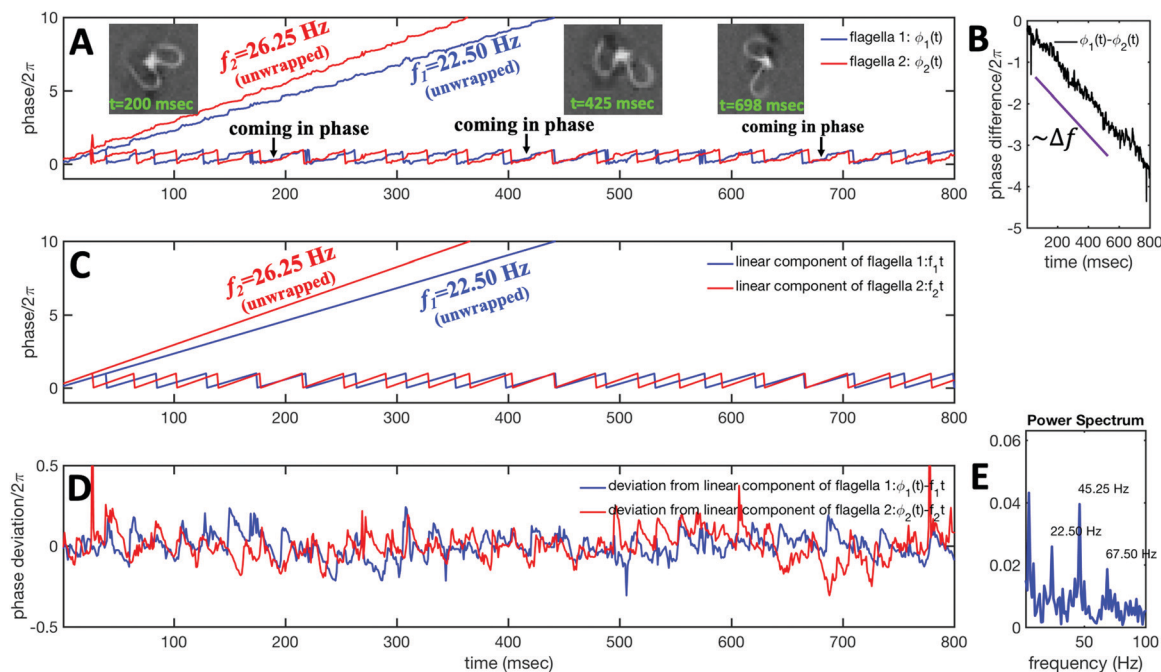 A
phase/2π
10
5
0
t=200 msec
f₂=26.25 Hz
(unwrapped)
f₁=22.50 Hz
(unwrapped)
t=425 msec
t=698 msec
flagella 1: ϕ₁(t)
flagella 2: ϕ₂(t)
coming in phase
coming in phase
coming in phase
100 200 300 400 500 600 700 800
B
phase difference/2π
0
-1
-2
-3
-4
-5
ϕ₁(t)-ϕ₂(t)
~Δf
200 400 600 800
time (msec)
C
phase/2π
10
5
0
f₂=26.25 Hz
(unwrapped)
f₁=22.50 Hz
(unwrapped)
linear component of flagella 1:f₁t
linear component of flagella 2:f₂t
100 200 300 400 500 600 700 800
D
phase deviation/2π
0.5
0
-0.5
deviation from linear component of flagella 1:ϕ₁(t)-f₁t
deviation from linear component of flagella 2:ϕ₂(t)-f₂t
100 200 300 400 500 600 700 800
time (msec)
E
Power Spectrum
0.06
0.04
0.02
0
45.25 Hz
22.50 Hz
67.50 Hz
50 100
frequency (Hz)